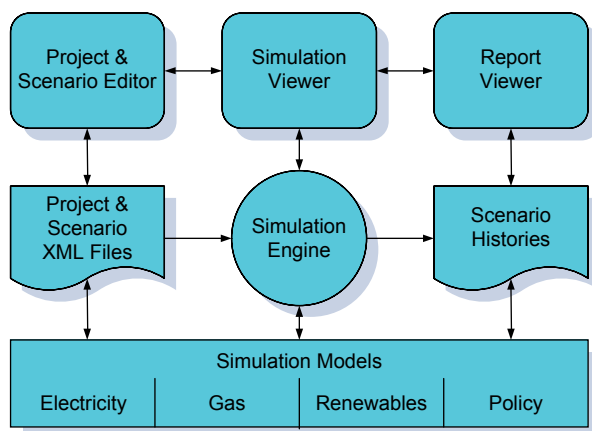 Project &
Scenario Editor
Simulation
Viewer
Report
Viewer
Project &
Scenario
XML Files
Simulation
Engine
Scenario
Histories
Simulation Models
Electricity
Gas
Renewables
Policy